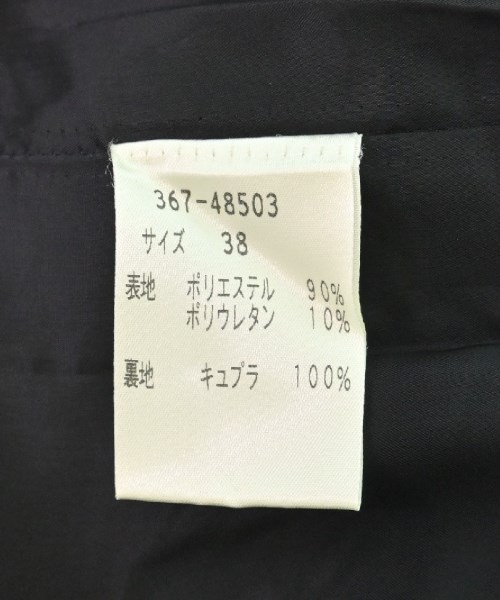 367-48503
サイズ 38
表地 ポリエステル 90%
ポリウレタン 10%
裏地 キュプラ 100%